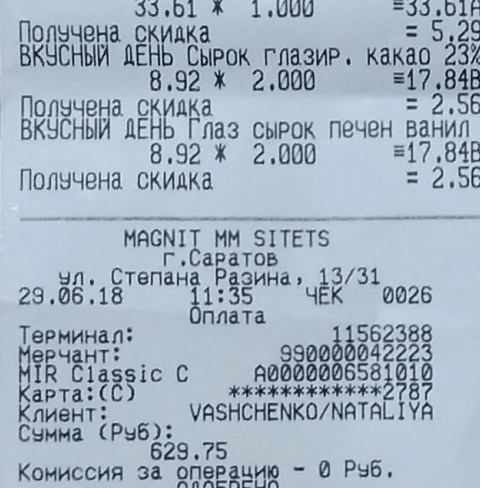 33.61 * 1.000 ≡33.61А
Получена скидка = 5.29
ВКУСНЫЙ ДЕНЬ Сырок глазир. какао 23%
8.92 * 2.000 ≡17.84В
Получена скидка = 2.56
ВКУСНЫЙ ДЕНЬ Глаз сырок печен ванил
8.92 * 2.000 ≡17.84В
Получена скидка = 2.56
MAGNIT MM SITETS
г.Саратов
ул. Степана Разина, 13/31
29.06.18 11:35 ЧЕК 0026
Оплата
Терминал: 11562388
Мерчант: 990000042223
MIR Classic C A0000006581010
Карта:(C) ************2787
Клиент: VASHCHENKO/NATALIYA
Сумма (Руб):
629.75
Комиссия за операцию - 0 Руб.